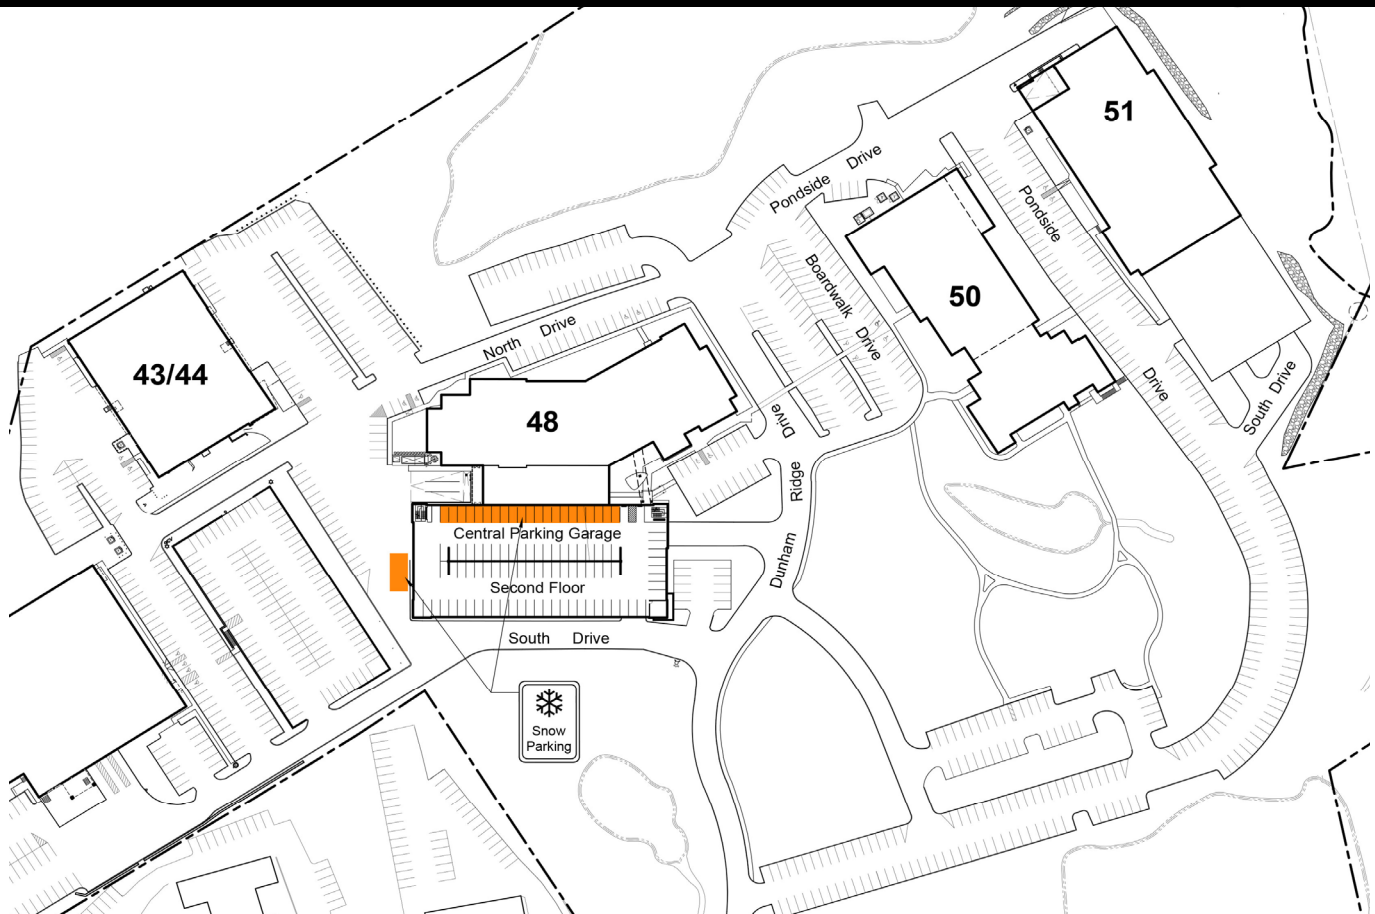 51
Pondside Drive
Pondside
Drive
Boardwalk
Drive
50
North Drive
43/44
48
Drive
South Drive
Ridge
Dunham
Central Parking Garage
Second Floor
South Drive
Snow
Parking